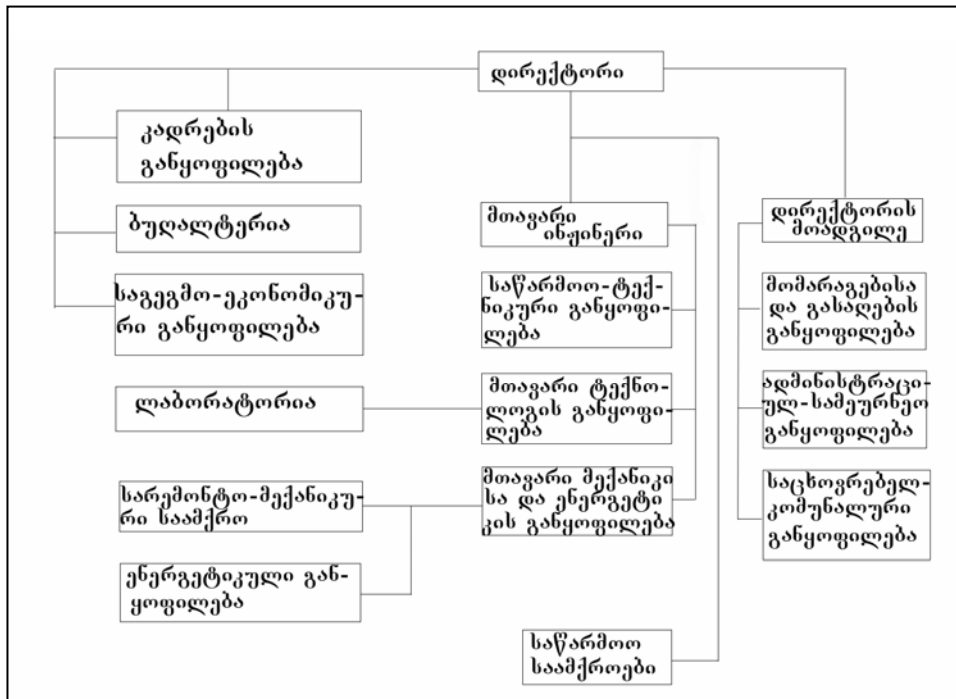 დირექტორი
კადრების
განყოფილება
ბუღალტერია
საგეგმო-ეკონომიკუ-
რი განყოფილება
ლაბორატორია
სარემონტო-მექანიკუ-
რი საამქრო
ენერგეტიკული გან-
ყოფილება
მთავარი
ინჟინერი
საწარმოო-ტექ-
ნიკური განყოფი-
ლება
მთავარი ტექნო-
ლოგის განყოფი-
ლება
მთავარი მექანიკი
სა და ენერგეტი
კის განყოფილება
საწარმოო
საამქროები
დირექტორის
მოადგილე
მომარაგებისა
და გასაღების
განყოფილება
ადმინისტრაცი-
ულ-სამეურნეო
განყოფილება
საცხოვრებელ-
კომუნალური
განყოფილება